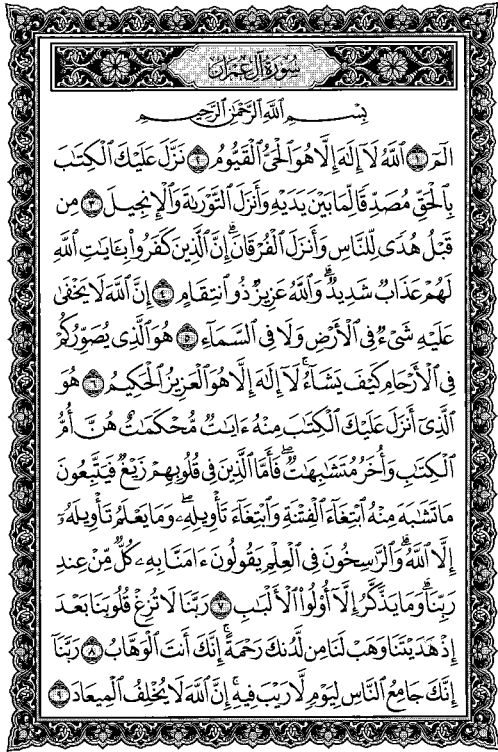 سُورَةُ آلِ عِمْرَانَ
بِسْمِ ٱللَّهِ ٱلرَّحْمَٰنِ ٱلرَّحِيمِ
الٓمٓ ١ ٱللَّهُ لَآ إِلَٰهَ إِلَّا هُوَ ٱلْحَىُّ ٱلْقَيُّومُ ٢ نَزَّلَ عَلَيْكَ ٱلْكِتَٰبَ
بِٱلْحَقِّ مُصَدِّقًا لِّمَا بَيْنَ يَدَيْهِ وَأَنزَلَ ٱلتَّوْرَىٰةَ وَٱلْإِنجِيلَ ٣ مِن
قَبْلُ هُدًى لِّلنَّاسِ وَأَنزَلَ ٱلْفُرْقَانَ ۗ إِنَّ ٱلَّذِينَ كَفَرُوا۟ بِـَٔايَٰتِ ٱللَّهِ
لَهُمْ عَذَابٌ شَدِيدٌ ۗ وَٱللَّهُ عَزِيزٌ ذُو ٱنتِقَامٍ ٤ إِنَّ ٱللَّهَ لَا يَخْفَىٰ
عَلَيْهِ شَىْءٌ فِى ٱلْأَرْضِ وَلَا فِى ٱلسَّمَآءِ ٥ هُوَ ٱلَّذِى يُصَوِّرُكُمْ
فِى ٱلْأَرْحَامِ كَيْفَ يَشَآءُ ۚ لَآ إِلَٰهَ إِلَّا هُوَ ٱلْعَزِيزُ ٱلْحَكِيمُ ٦ هُوَ
ٱلَّذِىٓ أَنزَلَ عَلَيْكَ ٱلْكِتَٰبَ مِنْهُ ءَايَٰتٌ مُّحْكَمَٰتٌ هُنَّ أُمُّ
ٱلْكِتَٰبِ وَأُخَرُ مُتَشَٰبِهَٰتٌ ۖ فَأَمَّا ٱلَّذِينَ فِى قُلُوبِهِمْ زَيْغٌ فَيَتَّبِعُونَ
مَا تَشَٰبَهَ مِنْهُ ٱبْتِغَآءَ ٱلْفِتْنَةِ وَٱبْتِغَآءَ تَأْوِيلِهِۦ ۗ وَمَا يَعْلَمُ تَأْوِيلَهُۥٓ
إِلَّا ٱللَّهُ ۗ وَٱلرَّٰسِخُونَ فِى ٱلْعِلْمِ يَقُولُونَ ءَامَنَّا بِهِۦ كُلٌّ مِّنْ عِندِ
رَبِّنَا ۗ وَمَا يَذَّكَّرُ إِلَّآ أُو۟لُوا۟ ٱلْأَلْبَٰبِ ٧ رَبَّنَا لَا تُزِغْ قُلُوبَنَا بَعْدَ
إِذْ هَدَيْتَنَا وَهَبْ لَنَا مِن لَّدُنكَ رَحْمَةً ۚ إِنَّكَ أَنتَ ٱلْوَهَّابُ ٨ رَبَّنَآ
إِنَّكَ جَامِعُ ٱلنَّاسِ لِيَوْمٍ لَّا رَيْبَ فِيهِ ۚ إِنَّ ٱللَّهَ لَا يُخْلِفُ ٱلْمِيعَادَ ٩